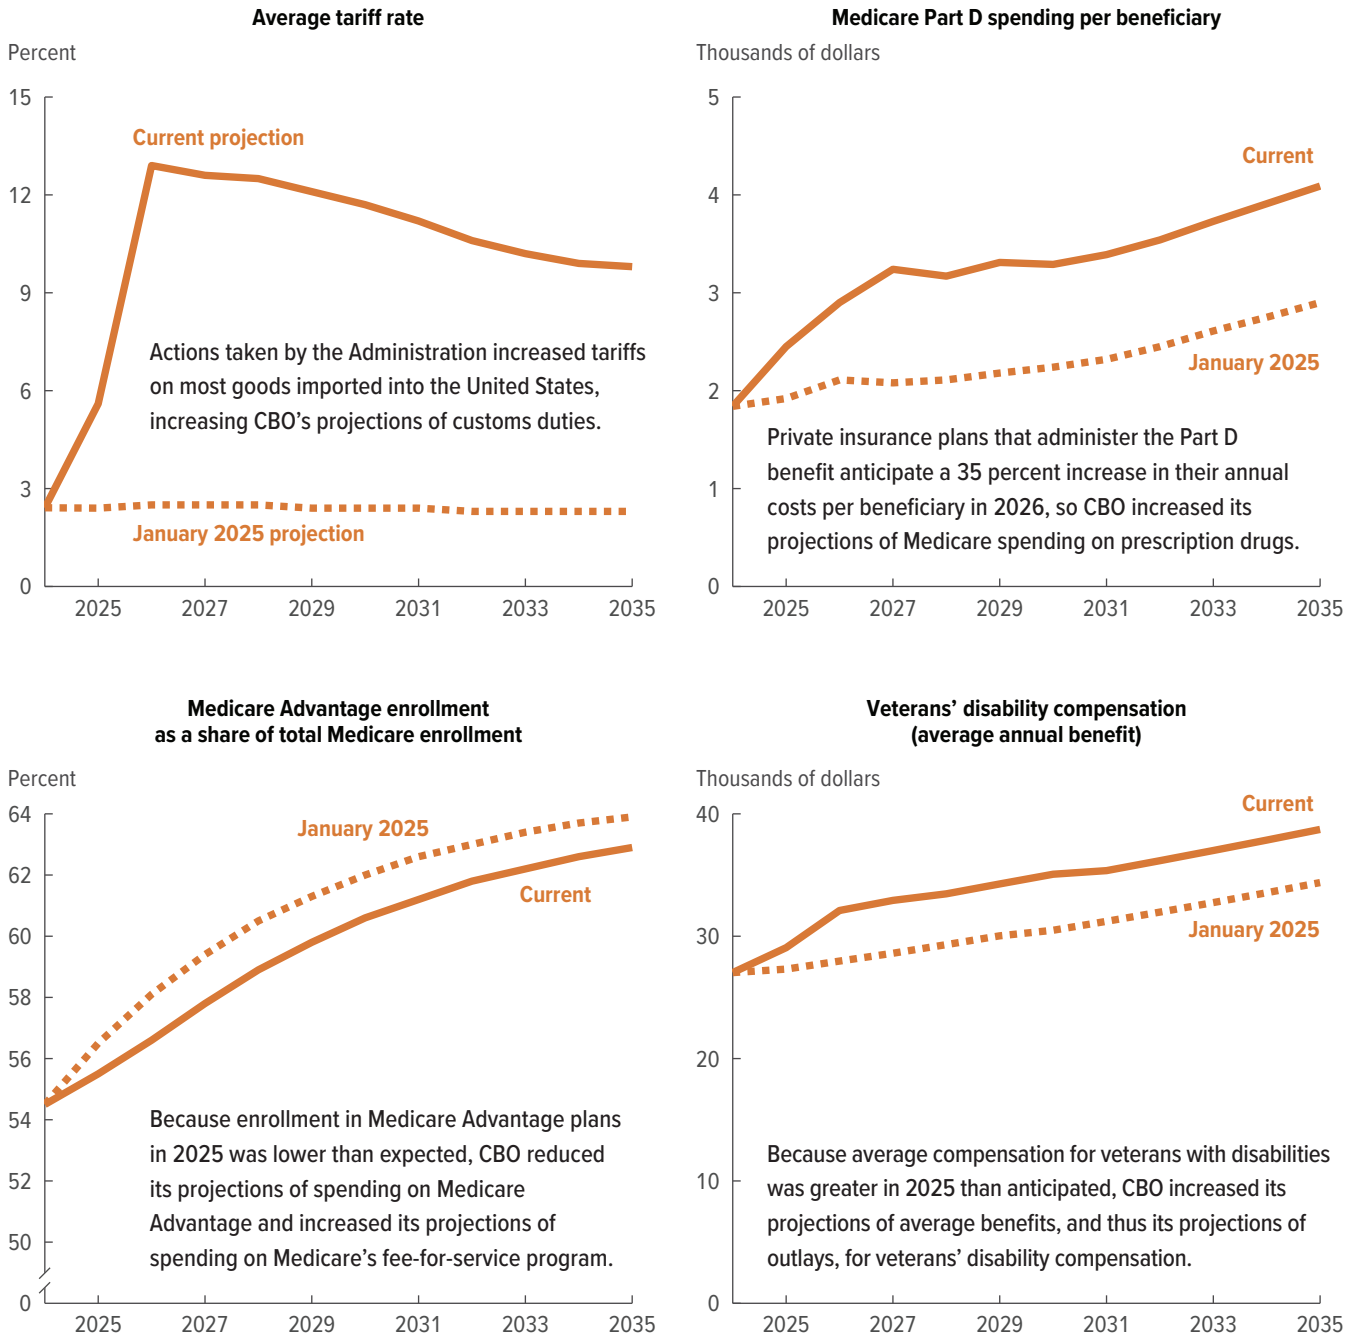 Average tariff rate
Percent
15
12
9
6
3
0
Current projection
Actions taken by the Administration increased tariffs
on most goods imported into the United States,
increasing CBO’s projections of customs duties.
January 2025 projection
2025 2027 2029 2031 2033 2035
Medicare Part D spending per beneficiary
Thousands of dollars
5
4
3
2
1
0
Current
January 2025
Private insurance plans that administer the Part D
benefit anticipate a 35 percent increase in their annual
costs per beneficiary in 2026, so CBO increased its
projections of Medicare spending on prescription drugs.
2025 2027 2029 2031 2033 2035
Medicare Advantage enrollment
as a share of total Medicare enrollment
Percent
64
62
60
58
56
54
52
50
0
January 2025
Current
Because enrollment in Medicare Advantage plans
in 2025 was lower than expected, CBO reduced
its projections of spending on Medicare
Advantage and increased its projections of
spending on Medicare’s fee-for-service program.
2025 2027 2029 2031 2033 2035
Veterans’ disability compensation
(average annual benefit)
Thousands of dollars
40
30
20
10
0
Current
January 2025
Because average compensation for veterans with disabilities
was greater in 2025 than anticipated, CBO increased its
projections of average benefits, and thus its projections of
outlays, for veterans’ disability compensation.
2025 2027 2029 2031 2033 2035